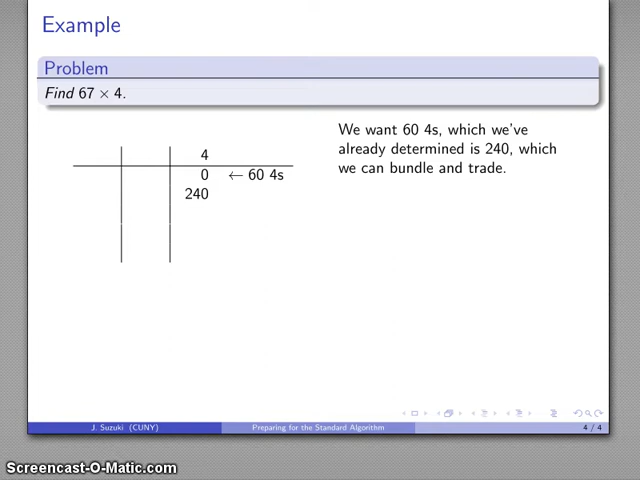 Example
Problem
Find 67 × 4.
We want 60 4s, which we've
already determined is 240, which
we can bundle and trade.
4
0 ← 60 4s
240
J. Suzuki (CUNY) Preparing for the Standard Algorithm 4 / 4
Screencast-O-Matic.com